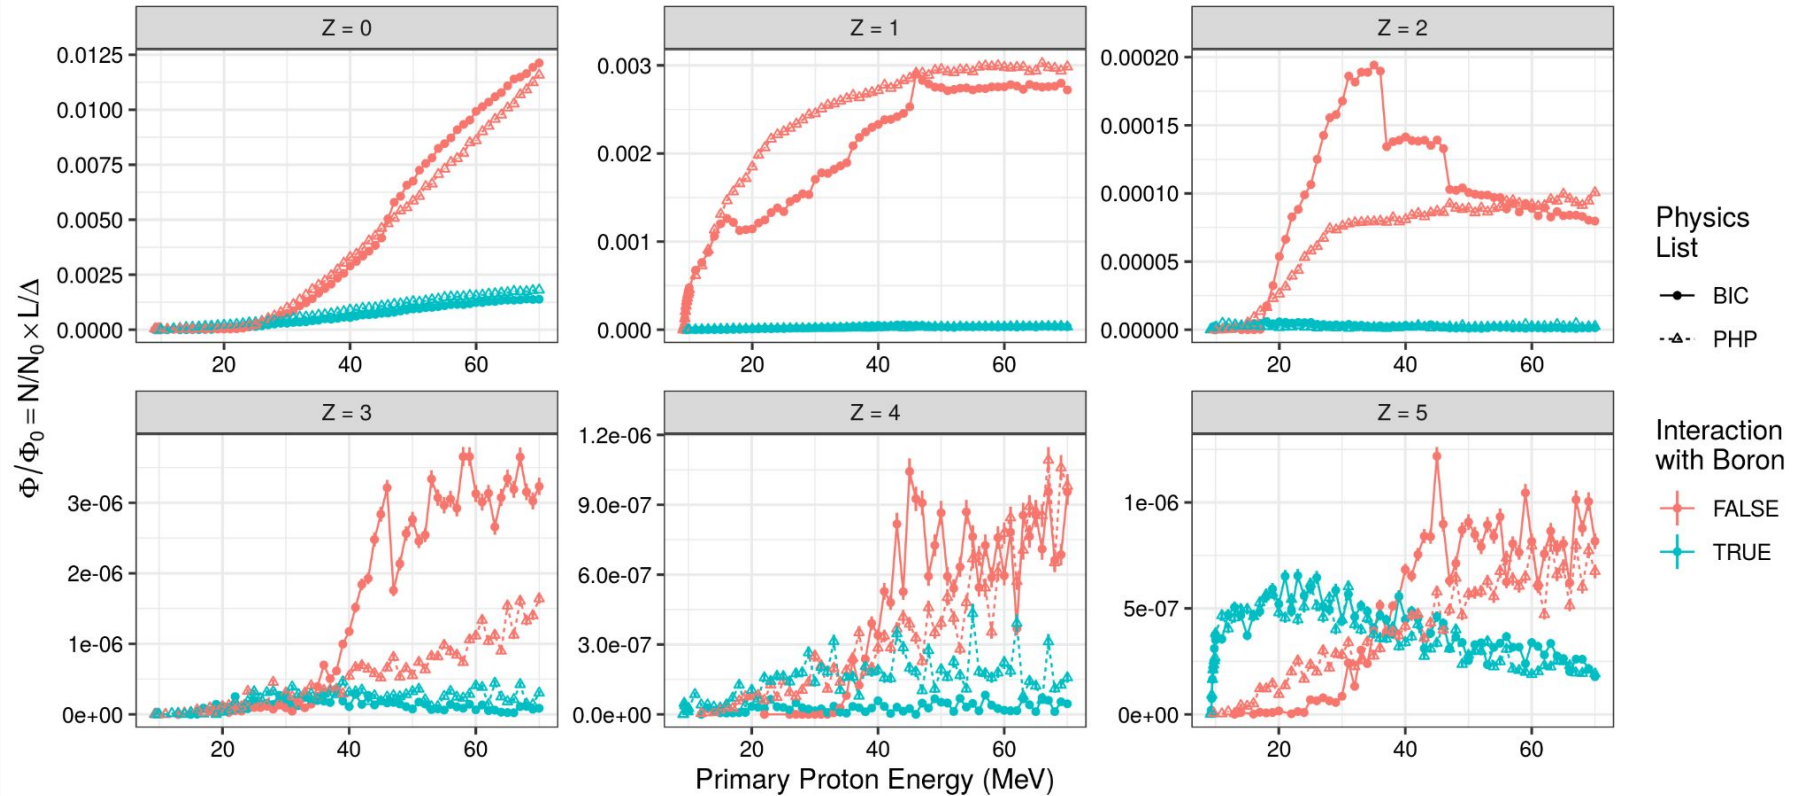 Z = 0
Z = 1
Z = 2
0.0125
0.0100
0.0075
0.0050
0.0025
0.0000
20 40 60
0.003
0.002
0.001
0.000
20 40 60
0.00020
0.00015
0.00010
0.00005
0.00000
20 40 60
Z = 3
Z = 4
Z = 5
3e-06
2e-06
1e-06
0e+00
20 40 60
1.2e-06
9.0e-07
6.0e-07
3.0e-07
0.0e+00
20 40 60
1e-06
5e-07
0e+00
20 40 60
Φ/Φ₀ = N/N₀ × L/Δ
Primary Proton Energy (MeV)
Physics
List
BIC
PHP
Interaction
with Boron
FALSE
TRUE